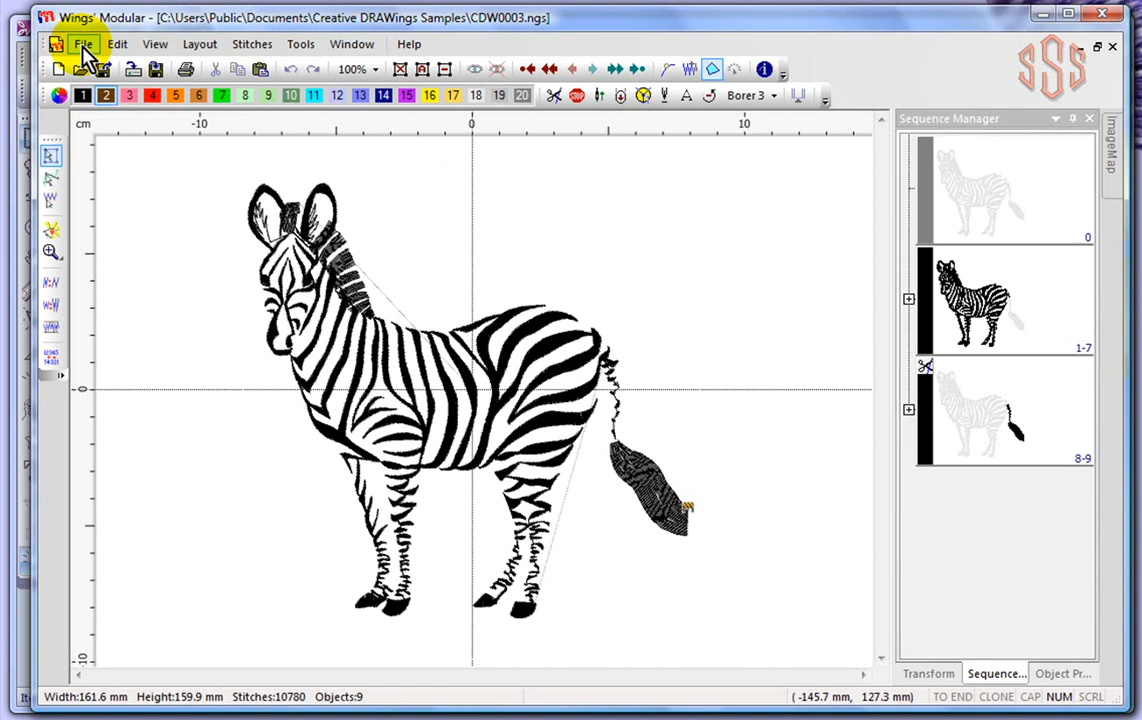 Wings' Modular - [C:\Users\Public\Documents\Creative DRAWings Samples\CDW0003.ngs]
File Edit View Layout Stitches Tools Window Help
SSS
100%
1 2 3 4 5 6 7 8 9 10 11 12 13 14 15 16 17 18 19 20 Borer 3
cm -10 0 10
Sequence Manager
ImageMap
0
1-7
8-9
0
-10
Transform Sequence... Object Pr...
Width:161.6 mm Height:159.9 mm Stitches:10780 Objects:9 ( -145.7 mm, 127.3 mm) TO END CLONE CAP NUM SCRL